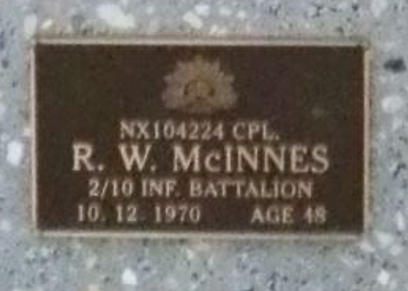 NX104224 CPL.
R. W. McINNES
2/10 INF. BATTALION
10. 12. 1970 AGE 48